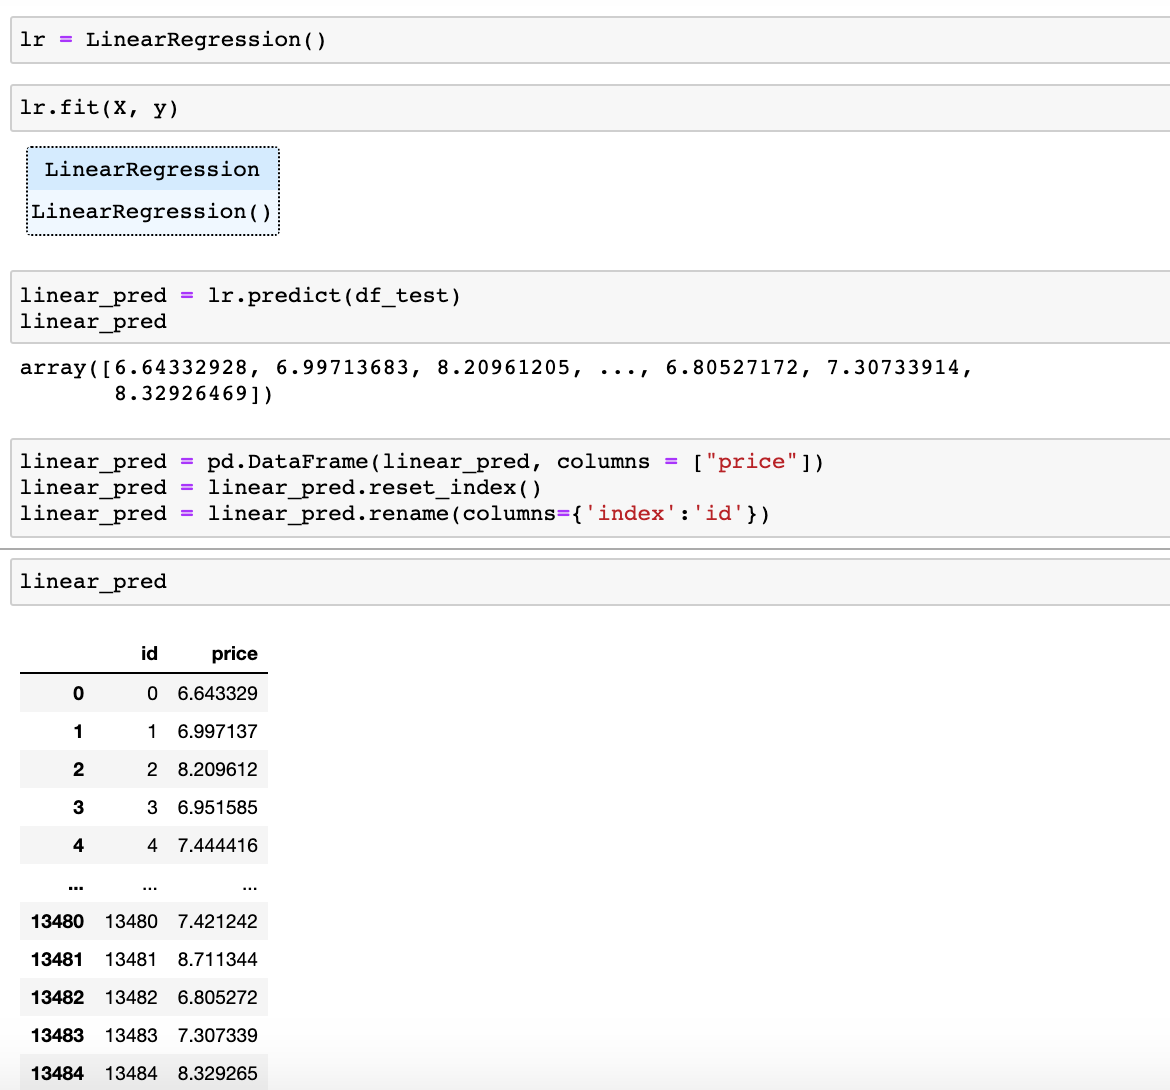 lr = LinearRegression()
lr.fit(X, y)
LinearRegression
LinearRegression()
linear_pred = lr.predict(df_test)
linear_pred
array([6.64332928, 6.99713683, 8.20961205, ..., 6.80527172, 7.30733914,
8.32926469])
linear_pred = pd.DataFrame(linear_pred, columns = ["price"])
linear_pred = linear_pred.reset_index()
linear_pred = linear_pred.rename(columns={'index':'id'})
linear_pred
id price
0 0 6.643329
1 1 6.997137
2 2 8.209612
3 3 6.951585
4 4 7.444416
... ... ...
13480 13480 7.421242
13481 13481 8.711344
13482 13482 6.805272
13483 13483 7.307339
13484 13484 8.329265